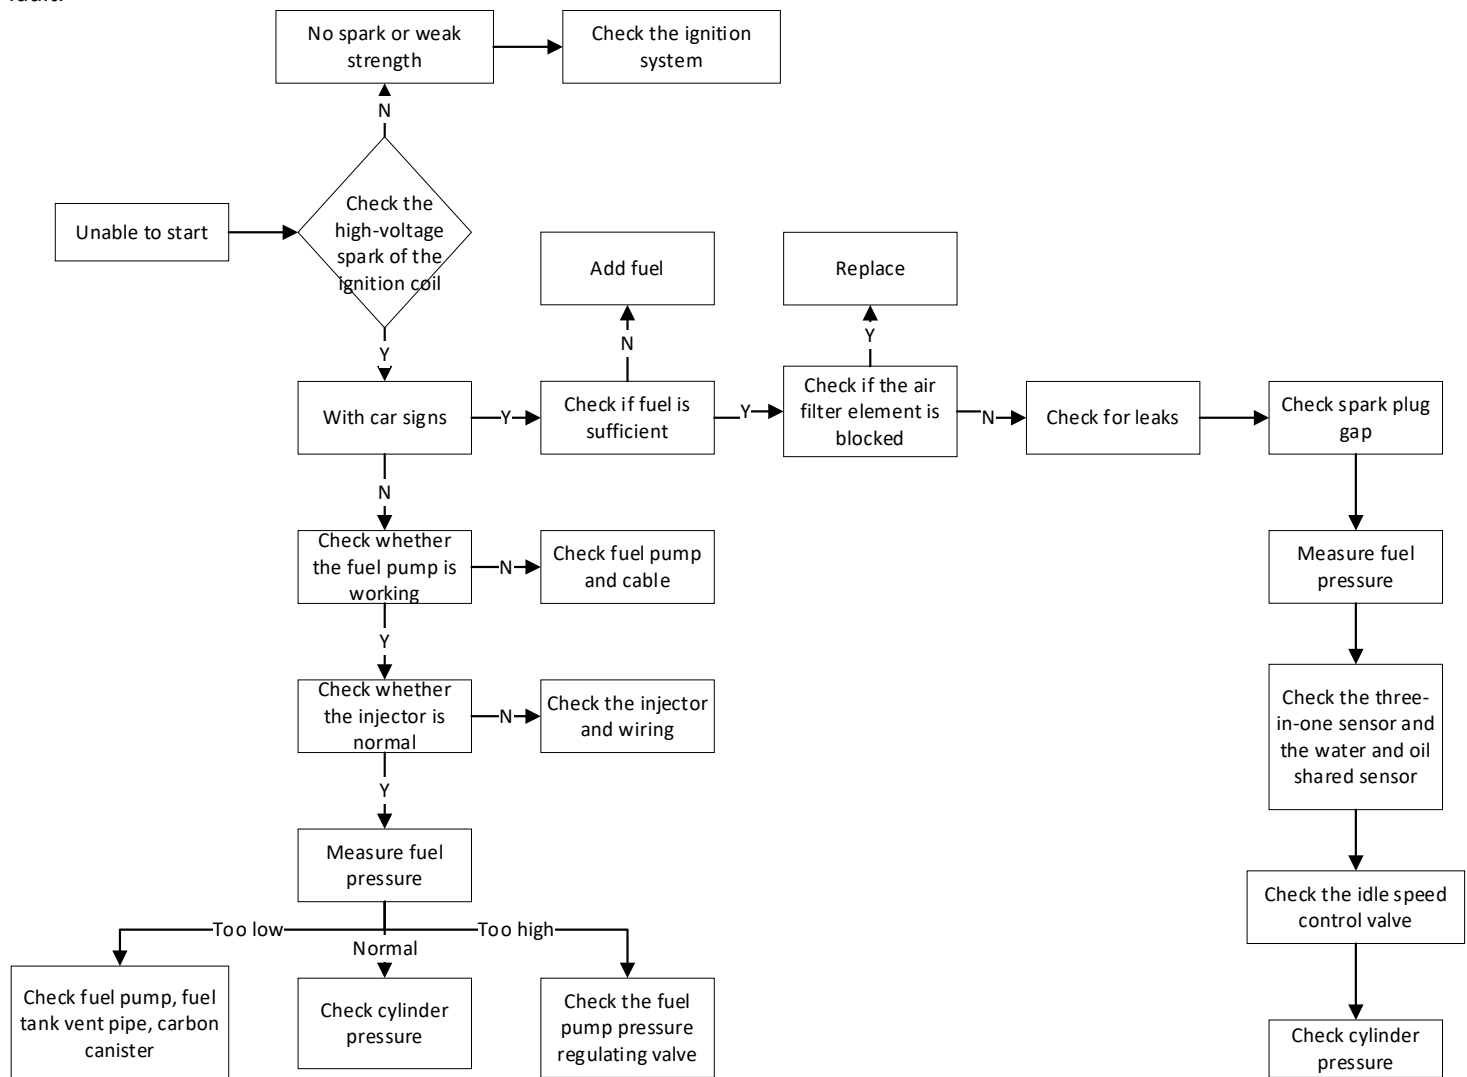 fault.
No spark or weak
strength
Check the ignition
system
N
Check the
high-voltage
spark of the
ignition coil
Unable to start
Add fuel
Replace
Y
N
Y
With car signs
Y
Check if fuel is
sufficient
Y
Check if the air
filter element is
blocked
N
Check for leaks
Check spark plug
gap
N
Check whether
the fuel pump is
working
N
Check fuel pump
and cable
Measure fuel
pressure
Y
Check whether
the injector is
normal
N
Check the injector
and wiring
Check the three-
in-one sensor and
the water and oil
shared sensor
Y
Measure fuel
pressure
Check the idle speed
control valve
Too low
Normal
Too high
Check fuel pump, fuel
tank vent pipe, carbon
canister
Check cylinder
pressure
Check the fuel
pump pressure
regulating valve
Check cylinder
pressure